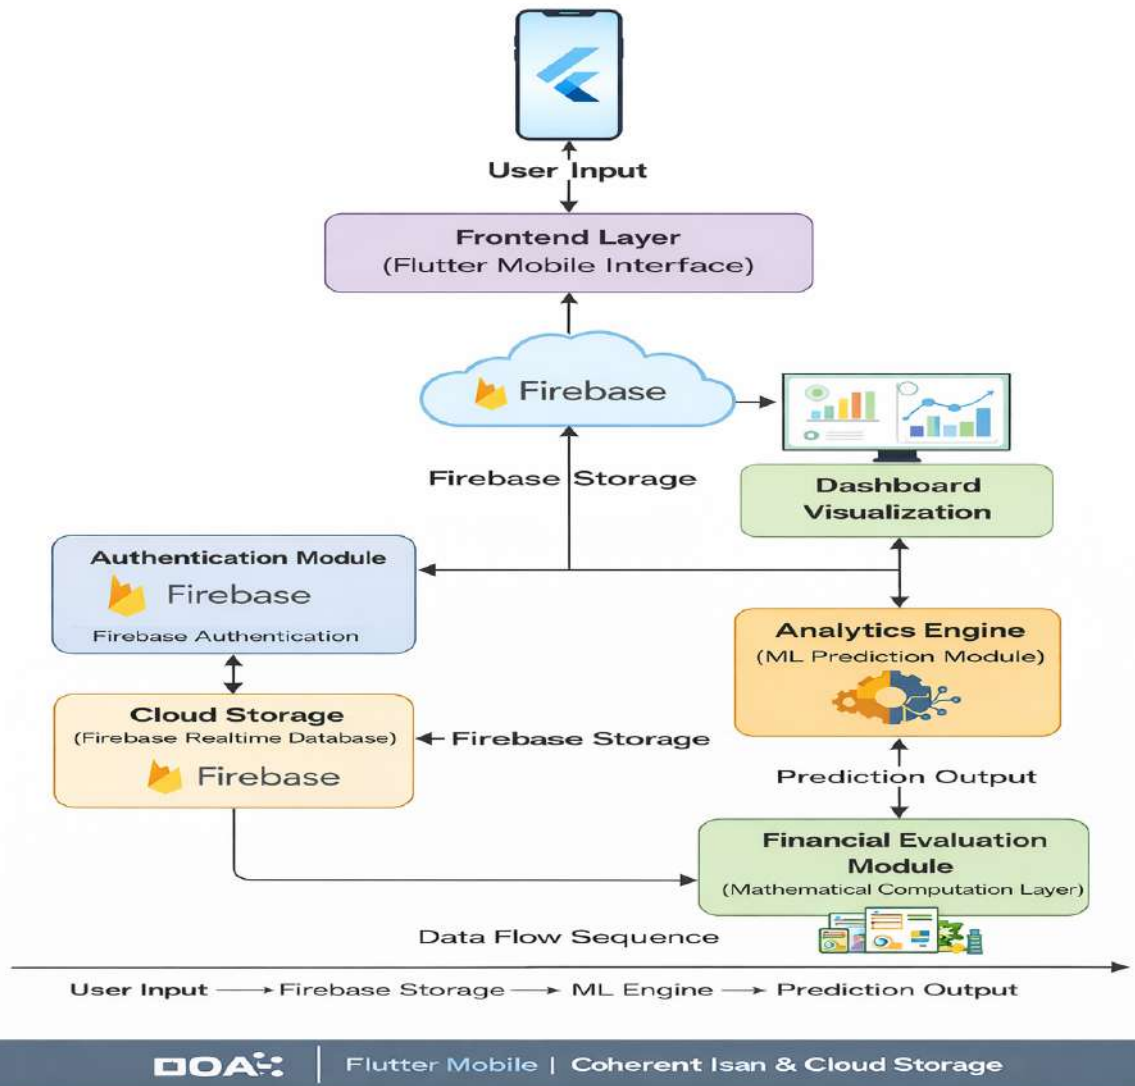 User Input
Frontend Layer
(Flutter Mobile Interface)
Firebase
Firebase Storage
Dashboard
Visualization
Authentication Module
Firebase
Firebase Authentication
Analytics Engine
(ML Prediction Module)
Cloud Storage
(Firebase Realtime Database)
Firebase
Firebase Storage
Prediction Output
Financial Evaluation
Module
(Mathematical Computation Layer)
Data Flow Sequence
User Input → Firebase Storage → ML Engine → Prediction Output
Flutter Mobile | Coherent Isan & Cloud Storage